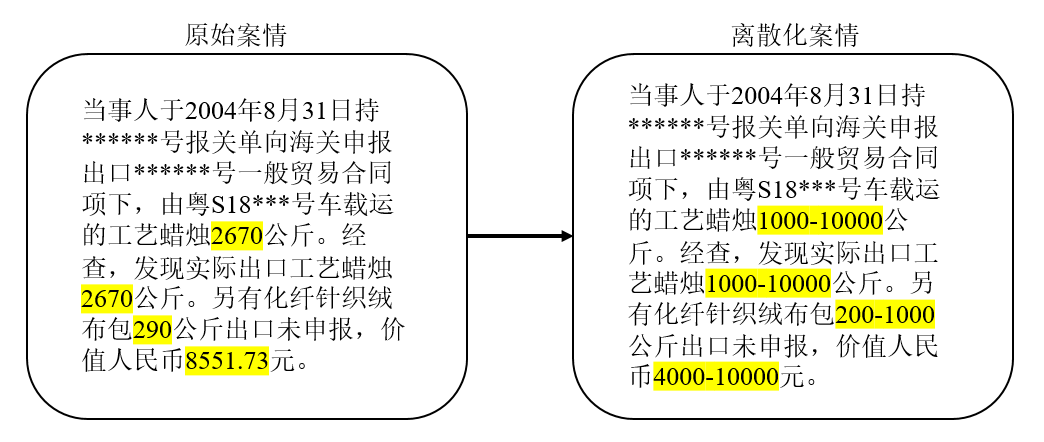 原始案情
当事人于2004年8月31日持
******号报关单向海关申报
出口******号一般贸易合同
项下，由粤S18***号车载运
的工艺蜡烛2670公斤。经
查，发现实际出口工艺蜡烛
2670公斤。另有化纤针织绒
布包290公斤出口未申报，价
值人民币8551.73元。
离散化案情
当事人于2004年8月31日持
******号报关单向海关申报
出口******号一般贸易合同
项下，由粤S18***号车载运
的工艺蜡烛1000-10000公
斤。经查，发现实际出口工
艺蜡烛1000-10000公斤。另
有化纤针织绒布包200-1000
公斤出口未申报，价值人民
币4000-10000元。